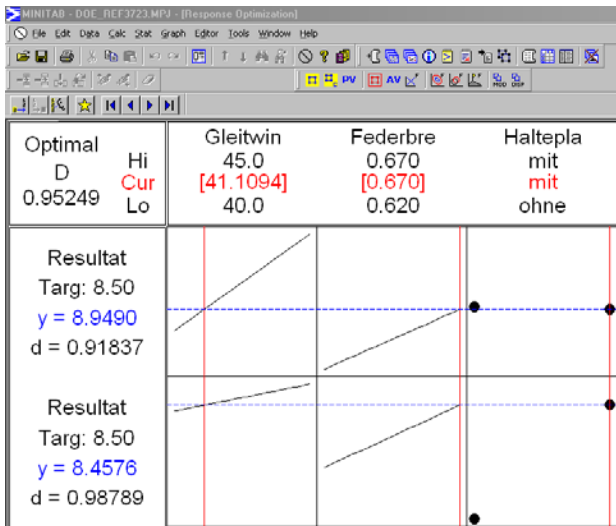 MINITAB - DOE_REF3723.MPJ - [Response Optimization]
File Edit Data Calc Stat Graph Editor Tools Window Help
PV AV
Optimal
D
0.95249
Hi
Cur
Lo
Gleitwin
45.0
[41.1094]
40.0
Federbre
0.670
[0.670]
0.620
Haltepla
mit
mit
ohne
Resultat
Targ: 8.50
y = 8.9490
d = 0.91837
Resultat
Targ: 8.50
y = 8.4576
d = 0.98789